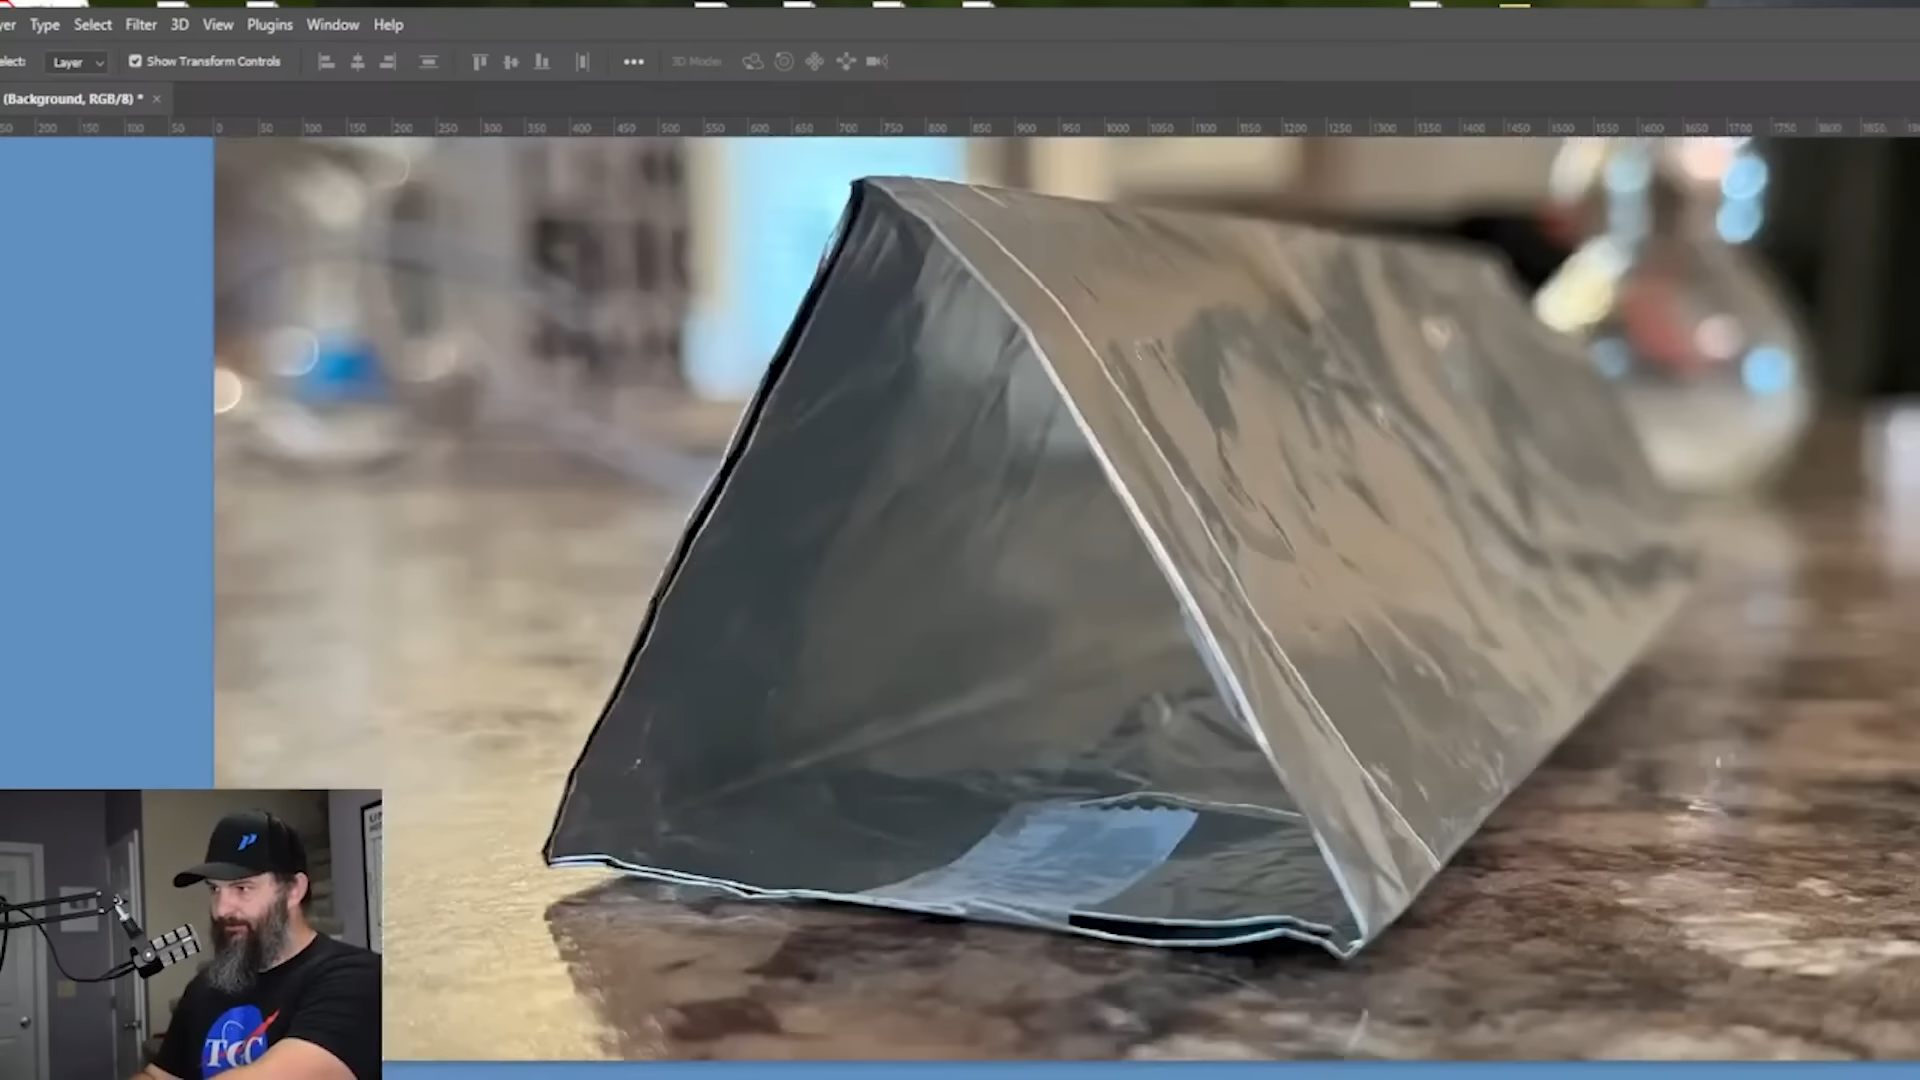 yer Type Select Filter 3D View Plugins Window Help
elect: Layer Show Transform Controls 3D Mode:
(Background, RGB/8) * ×
50 200 150 100 50 0 50 100 150 200 250 300 350 400 450 500 550 600 650 700 750 800 850 900 950 1000 1050 1100 1150 1200 1250 1300 1350 1400 1450 1500 1550 1600 1650 1700 1750 1800 1850
TCC